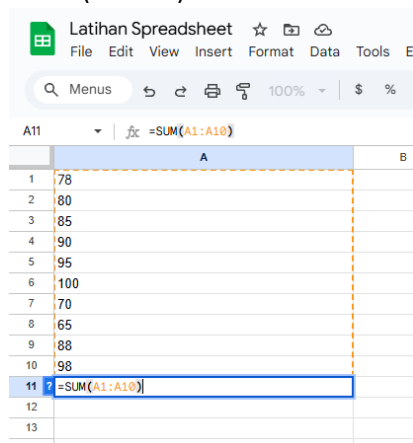 Latihan Spreadsheet
File Edit View Insert Format Data Tools E
Menus 100% $ %
A11 fx =SUM(A1:A10)
A B
1 78
2 80
3 85
4 90
5 95
6 100
7 70
8 65
9 88
10 98
11 ? =SUM(A1:A10)
12
13